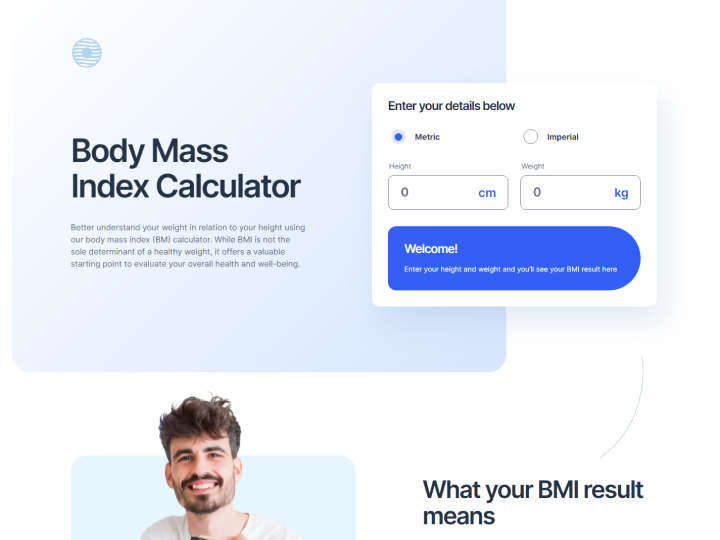 Body Mass
Index Calculator
Better understand your weight in relation to your height using
our body mass index (BM) calculator. While BMI is not the
sole determinant of a healthy weight, it offers a valuable
starting point to evaluate your overall health and well-being.
Enter your details below
Metric
Imperial
Height
Weight
0 cm
0 kg
Welcome!
Enter your height and weight and you'll see your BMI result here
What your BMI result
means